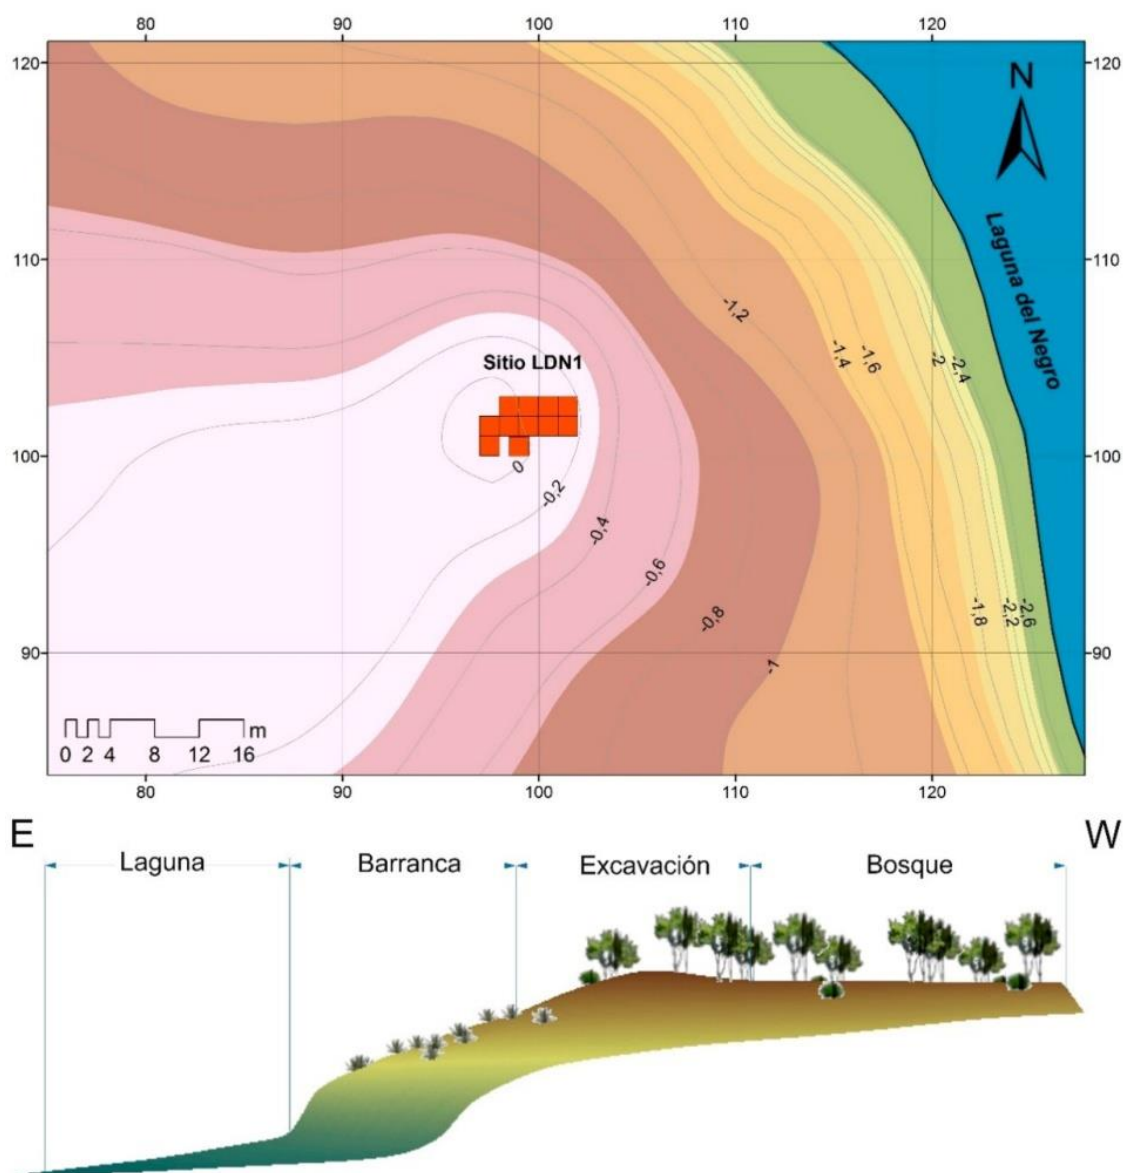 80 90 100 110 120
120 120
N
Laguna del Negro
110 110
-1,2
-1,4 -1,6 -2 -2,4
Sitio LDN1
100 100
0
-0,2
-0,4
-0,6
-0,8
-1,8 -2,2 -2,6
90 90
-1
m
0 2 4 8 12 16
80 90 100 110 120
E W
Laguna Barranca Excavación Bosque